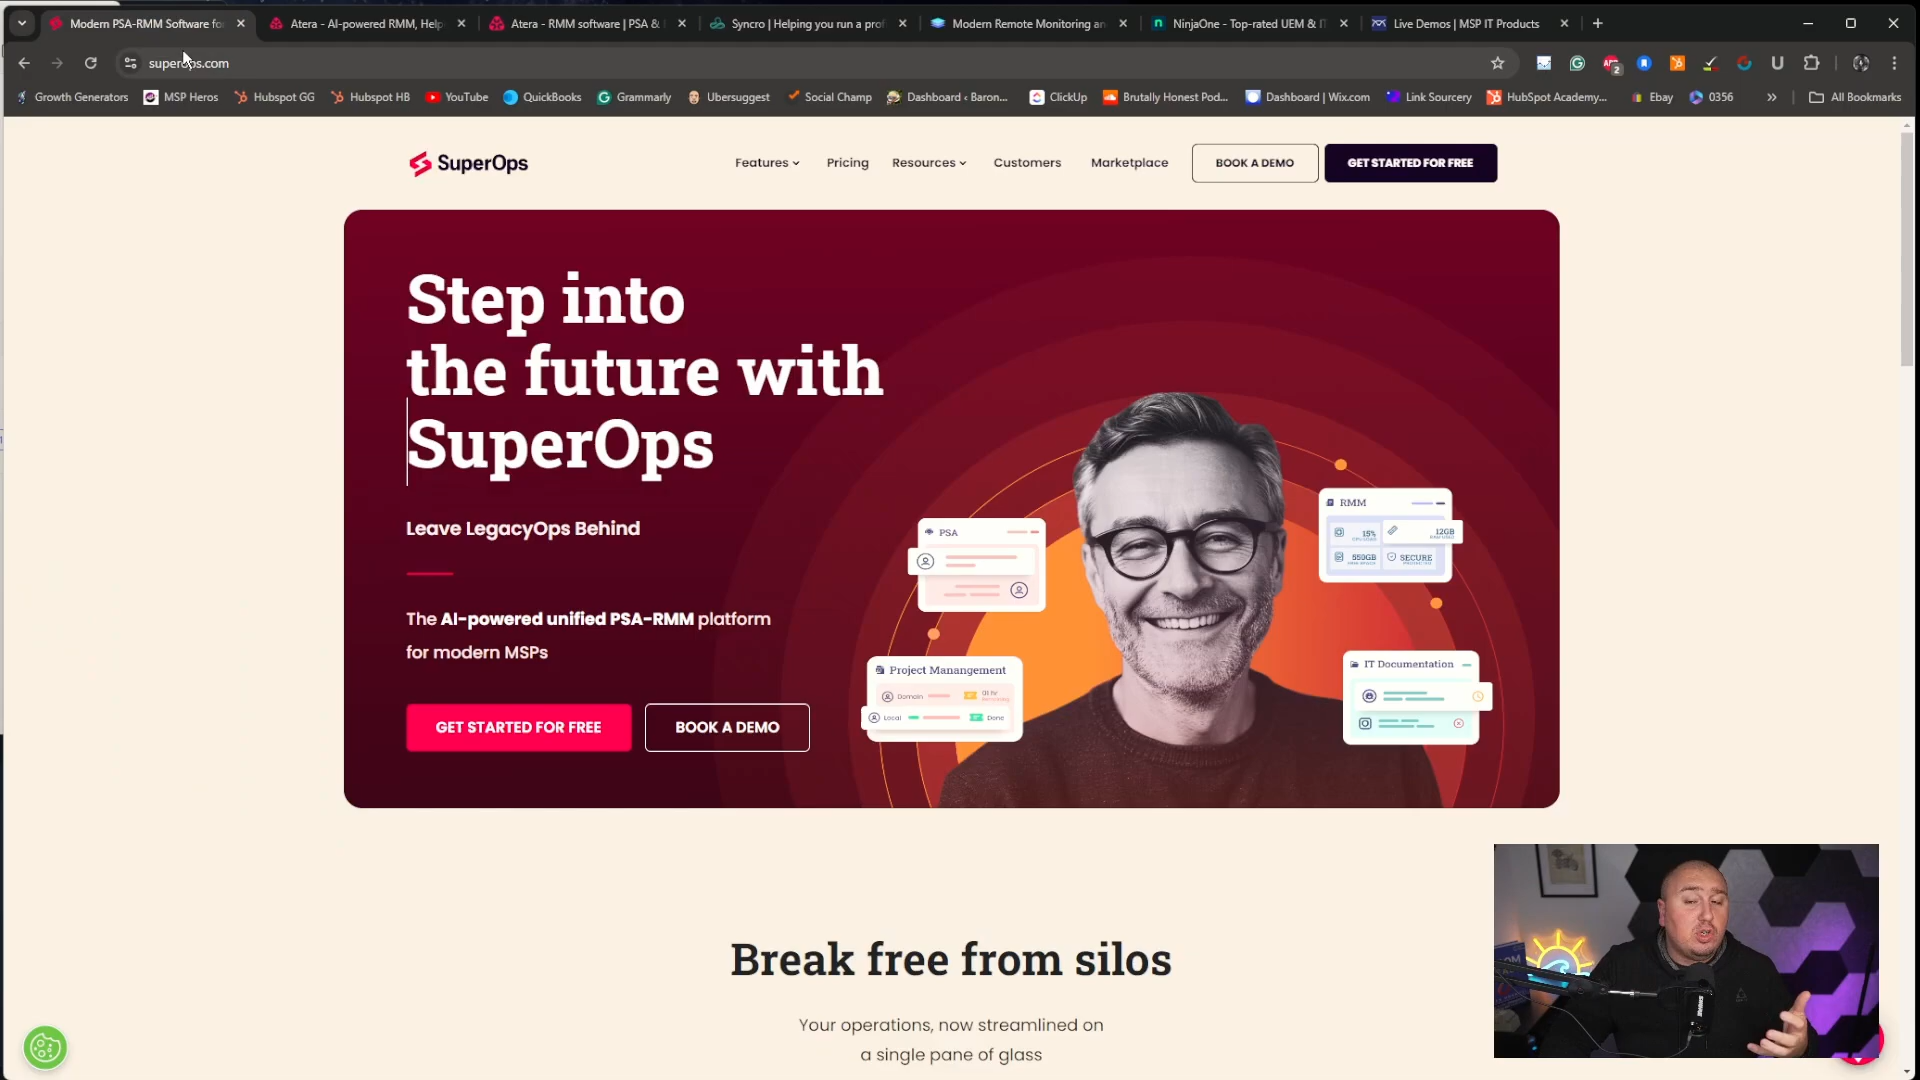 Modern PSA-RMM Software for
Atera - AI-powered RMM, Help
Atera - RMM software | PSA &
Syncro | Helping you run a prof
Modern Remote Monitoring an
NinjaOne - Top-rated UEM & IT
Live Demos | MSP IT Products
superops.com
2
Growth Generators
MSP Heros
Hubspot GG
Hubspot HB
YouTube
QuickBooks
Grammarly
Ubersuggest
Social Champ
Dashboard ‹ Baron...
ClickUp
Brutally Honest Pod...
Dashboard | Wix.com
Link Sourcery
HubSpot Academy...
Ebay
0356
All Bookmarks
SuperOps
Features
Pricing
Resources
Customers
Marketplace
BOOK A DEMO
GET STARTED FOR FREE
Step into
the future with
SuperOps
Leave LegacyOps Behind
The AI-powered unified PSA-RMM platform
for modern MSPs
GET STARTED FOR FREE
BOOK A DEMO
PSA
RMM
15%
12GB
550GB
SECURE
Project Manangement
Domain
01 hr
Local
Done
IT Documentation
Break free from silos
Your operations, now streamlined on
a single pane of glass